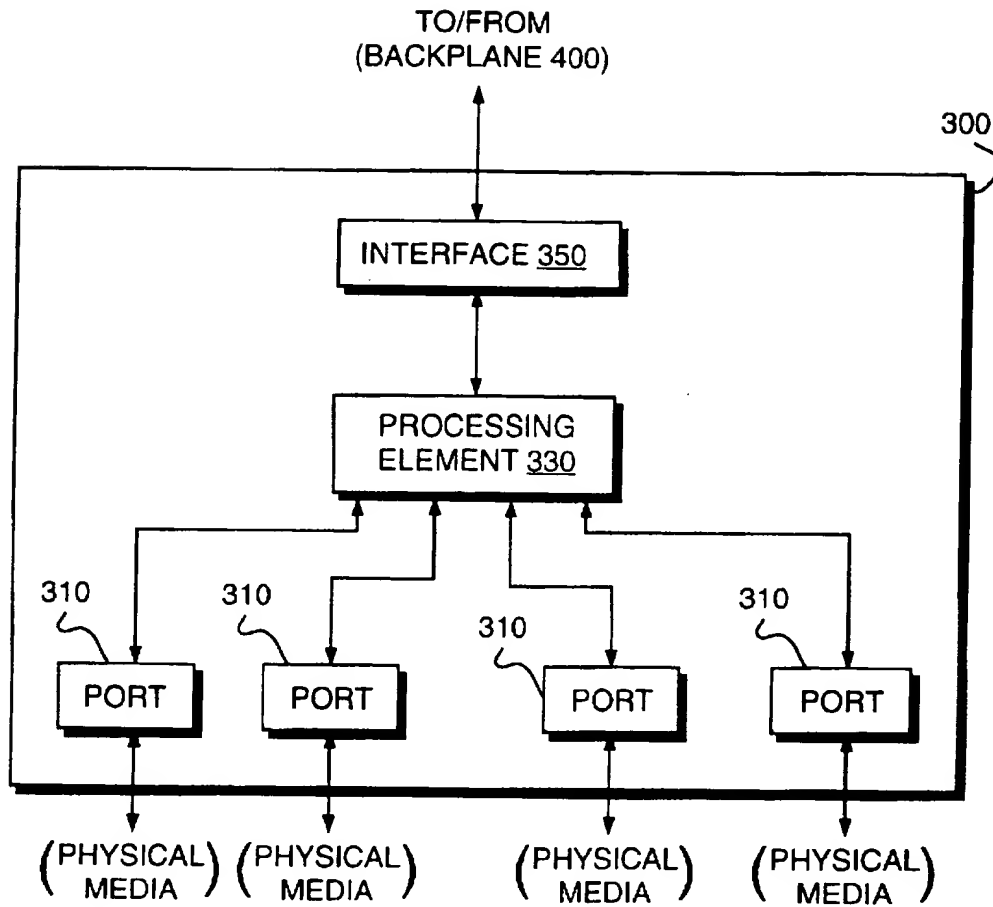 TO/FROM
(BACKPLANE 400)
300
INTERFACE 350
PROCESSING
ELEMENT 330
310
310
310
310
PORT
PORT
PORT
PORT
(PHYSICAL MEDIA)
(PHYSICAL MEDIA)
(PHYSICAL MEDIA)
(PHYSICAL MEDIA)